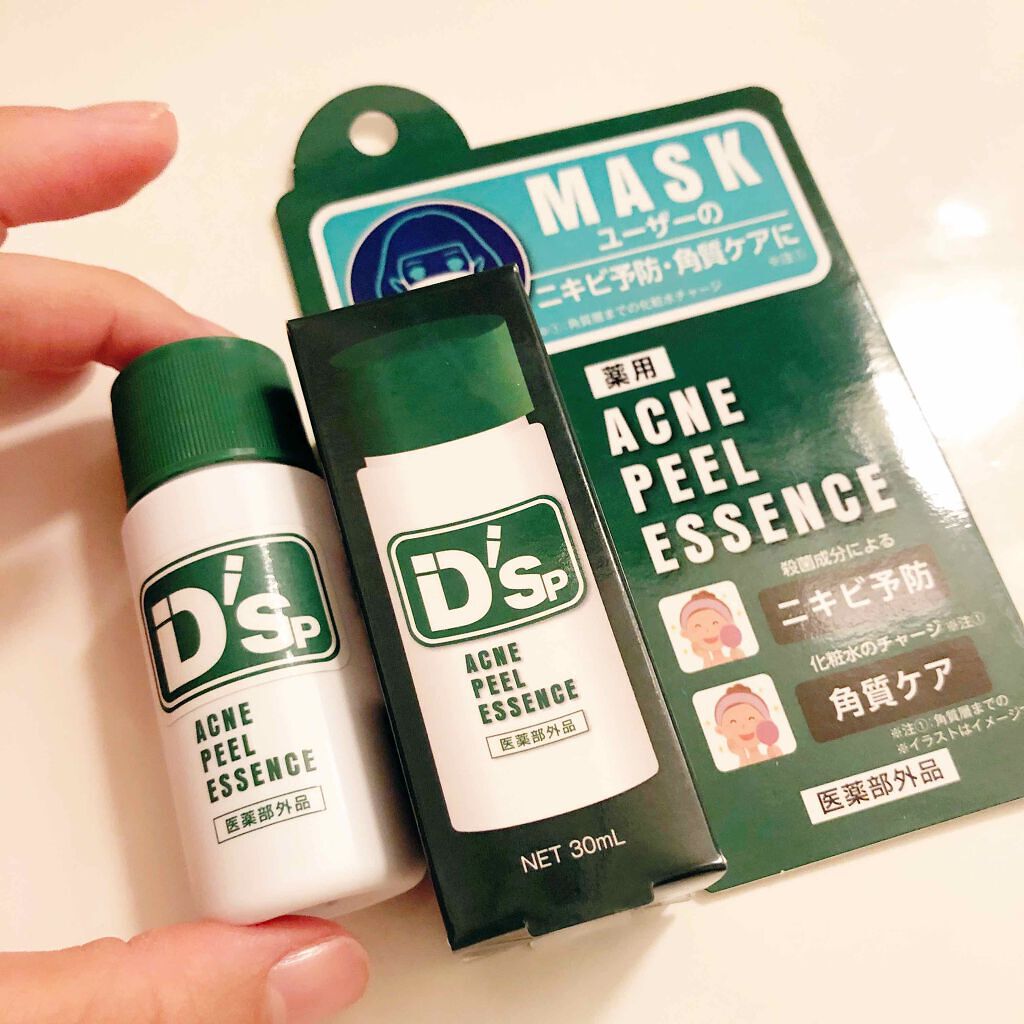 MASK
ユーザーの
ニキビ予防・角質ケアに
※注①
※①:角質層までの化粧水チャージ
薬用
ACNE
PEEL
ESSENCE
殺菌成分による
ニキビ予防
化粧水のチャージ※注①
角質ケア
※注①:角質層までの
※イラストはイメージ
医薬部外品
D'SP
ACNE
PEEL
ESSENCE
医薬部外品
NET 30mL
D'SP
ACNE
PEEL
ESSENCE
医薬部外品